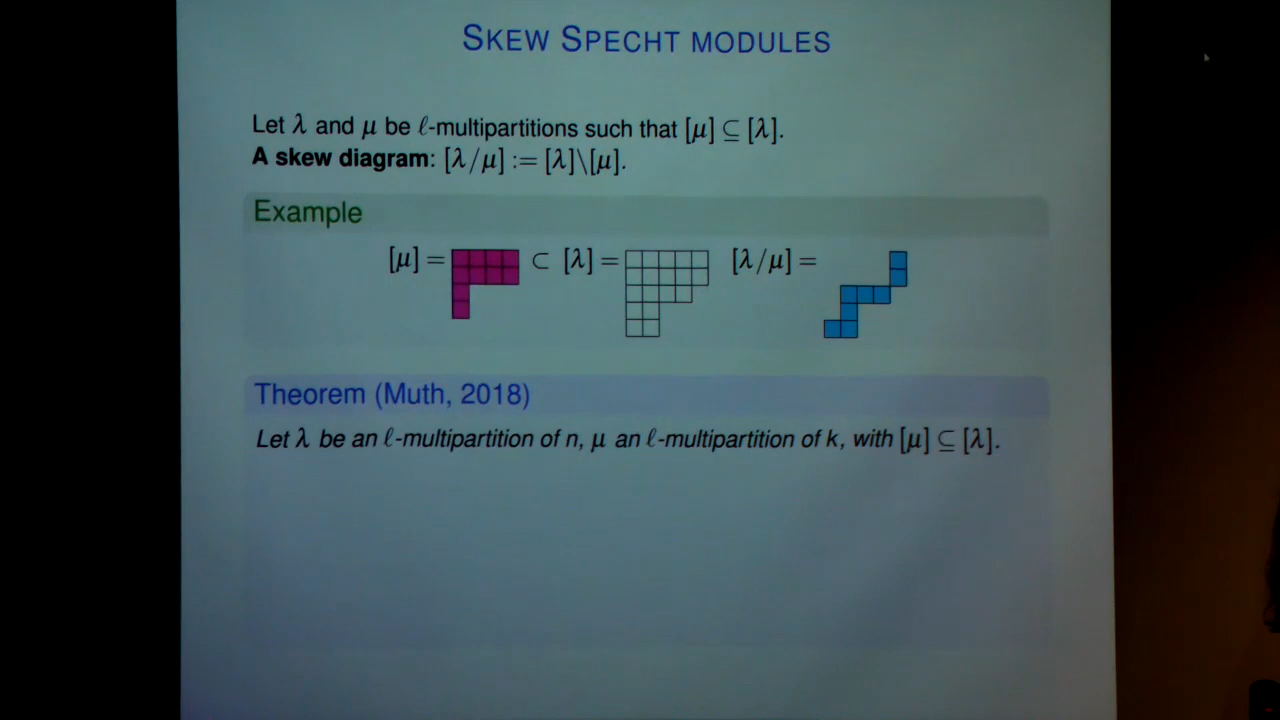 SKEW SPECHT MODULES
Let λ and μ be ℓ-multipartitions such that [μ] ⊆ [λ].
A skew diagram: [λ/μ] := [λ]\[μ].
Example
[μ] = ⊂ [λ] = [λ/μ] =
Theorem (Muth, 2018)
Let λ be an ℓ-multipartition of n, μ an ℓ-multipartition of k, with [μ] ⊆ [λ].